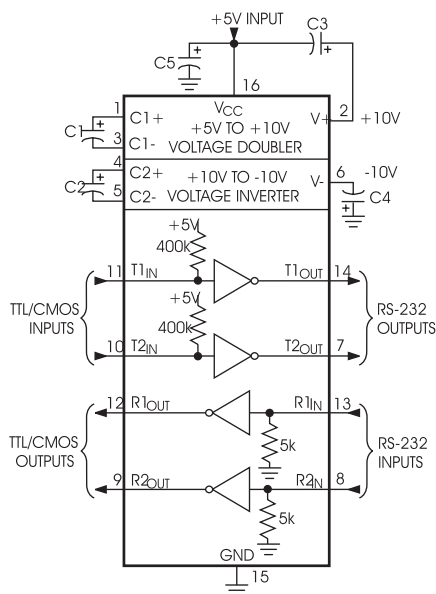 +5V INPUT
C3
+
C5
+
16
VCC
1
C1+
+5V TO +10V
V+
2
+10V
C1
+
3
C1-
VOLTAGE DOUBLER
4
C2+
+10V TO -10V
6
-10V
C2
+
5
C2-
VOLTAGE INVERTER
V-
C4
+
+5V
400k
11
T1IN
T1OUT
14
+5V
TTL/CMOS
INPUTS
RS-232
OUTPUTS
400k
10
T2IN
T2OUT
7
12
R1OUT
R1IN
13
5k
TTL/CMOS
OUTPUTS
RS-232
INPUTS
9
R2OUT
R2IN
8
5k
GND
15